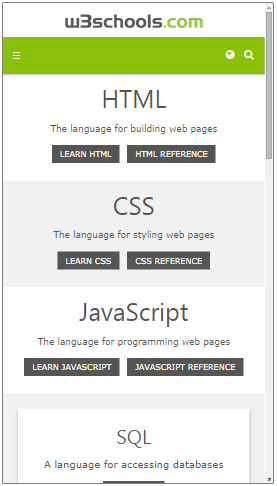 w3schools.com
HTML
The language for building web pages
LEARN HTML HTML REFERENCE
CSS
The language for styling web pages
LEARN CSS CSS REFERENCE
JavaScript
The language for programming web pages
LEARN JAVASCRIPT JAVASCRIPT REFERENCE
SQL
A language for accessing databases